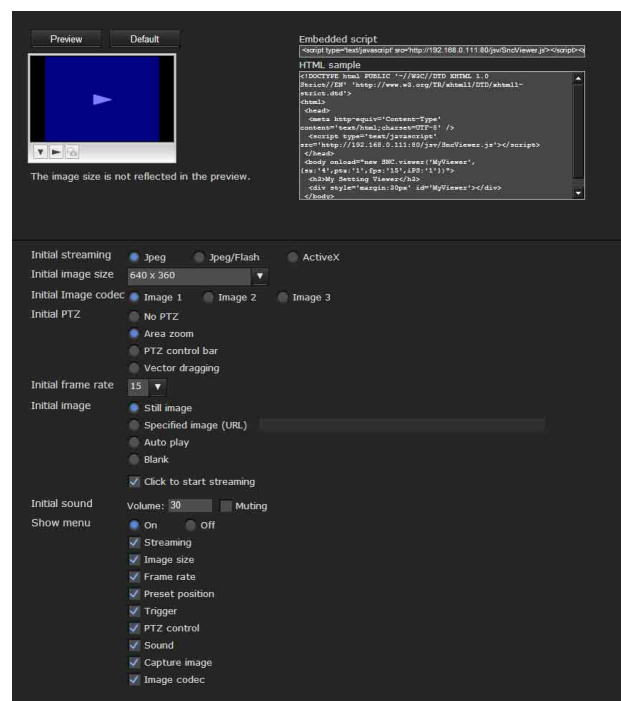 Preview Default
Embedded script
<script type='text/javascript' src='http://192.168.0.111:80/jsv/SncViewer.js'></script><s
HTML sample
<!DOCTYPE html PUBLIC '-//W3C//DTD XHTML 1.0
Strict//EN' 'http://www.w3.org/TR/xhtml1/DTD/xhtml1-
strict.dtd'>
<html>
<head>
<meta http-equiv='Content-Type'
content='text/html;charset=UTF-8' />
<script type='text/javascript'
src='http://192.168.0.111:80/jsv/SncViewer.js'></script>
</head>
<body onload="new SNC.viewer('MyViewer',
{ss:'4',ptz:'1',fps:'15',iPS:'1'})">
<h3>My Setting Viewer</h3>
<div style='margin:30px' id='MyViewer'></div>
</body>
The image size is not reflected in the preview.
Initial streaming Jpeg Jpeg/Flash ActiveX
Initial image size 640 x 360
Initial Image codec Image 1 Image 2 Image 3
Initial PTZ No PTZ
Area zoom
PTZ control bar
Vector dragging
Initial frame rate 15
Initial image Still image
Specified image (URL)
Auto play
Blank
Click to start streaming
Initial sound Volume: 30 Muting
Show menu On Off
Streaming
Image size
Frame rate
Preset position
Trigger
PTZ control
Sound
Capture image
Image codec